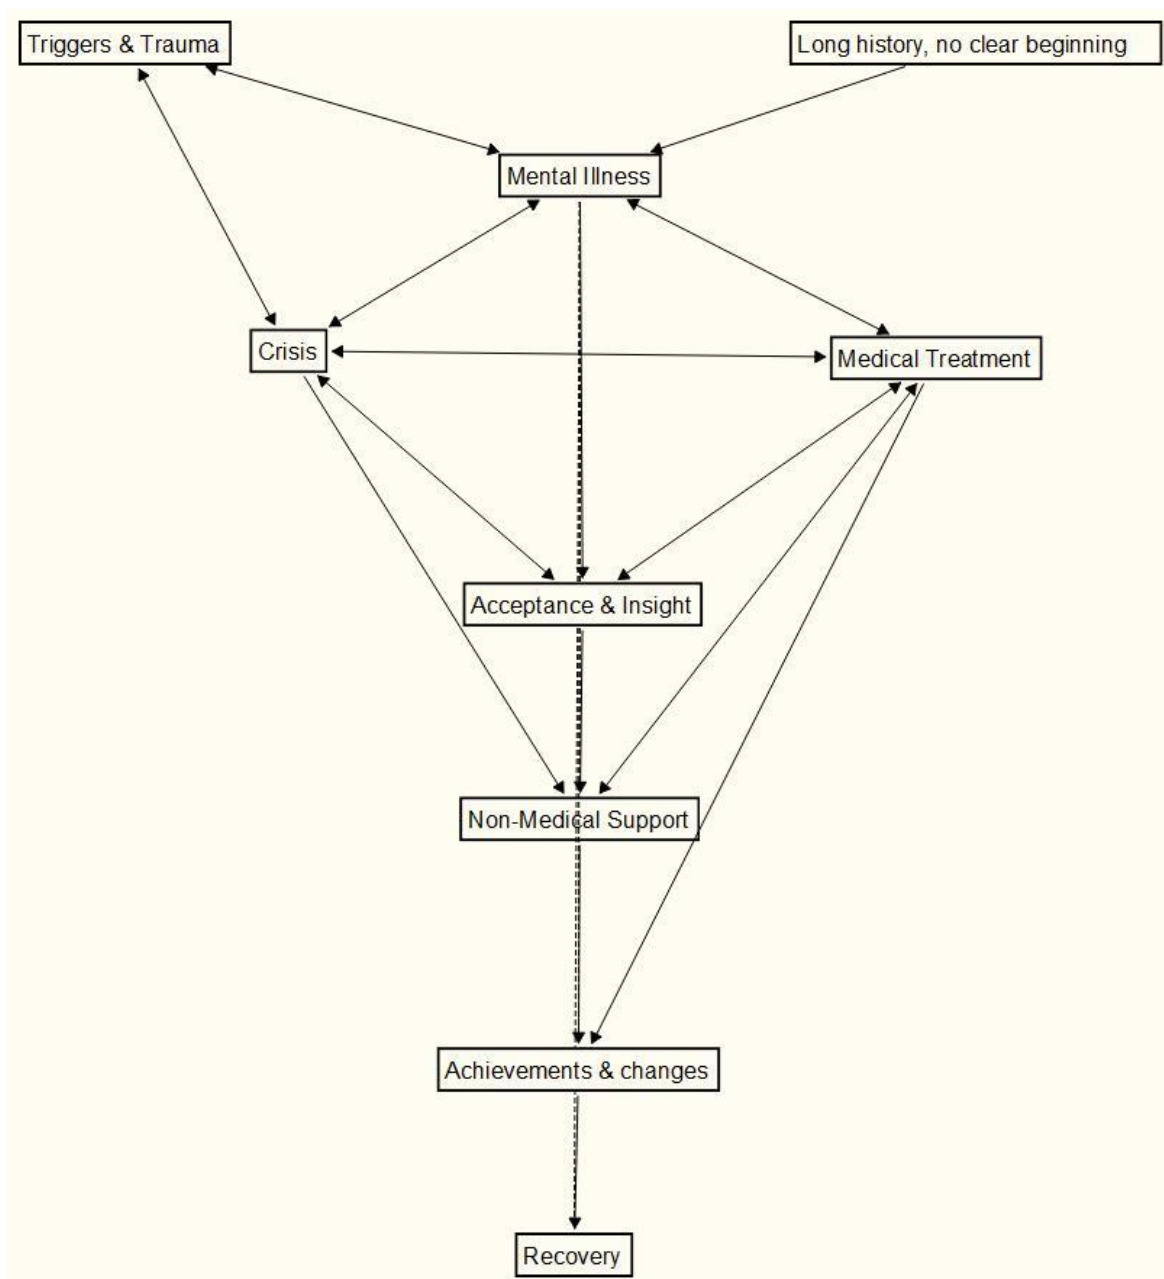 Triggers & Trauma
Long history, no clear beginning
Mental Illness
Crisis
Medical Treatment
Acceptance & Insight
Non-Medical Support
Achievements & changes
Recovery